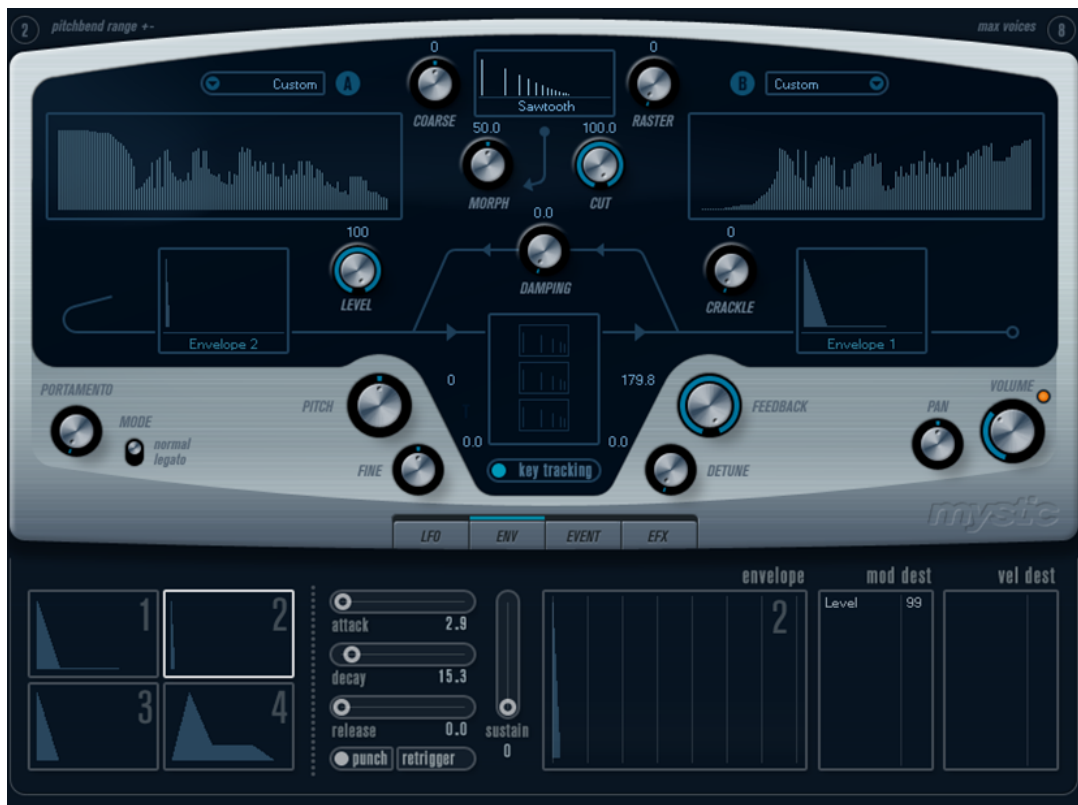 2 pitchbend range +-
max voices 8
0
0
Custom A
B Custom
Sawtooth
COARSE
RASTER
50.0
100.0
MORPH
CUT
0.0
100
0
DAMPING
LEVEL
CRACKLE
Envelope 2
Envelope 1
PORTAMENTO
0
179.8
VOLUME
PITCH
FEEDBACK
PAN
MODE
normal
legato
0.0
0.0
FINE
key tracking
DETUNE
mystic
LFO ENV EVENT EFX
envelope mod dest vel dest
1 2
3 4
attack 2.9
decay 15.3
release 0.0
sustain
0
punch retrigger
2
Level 99